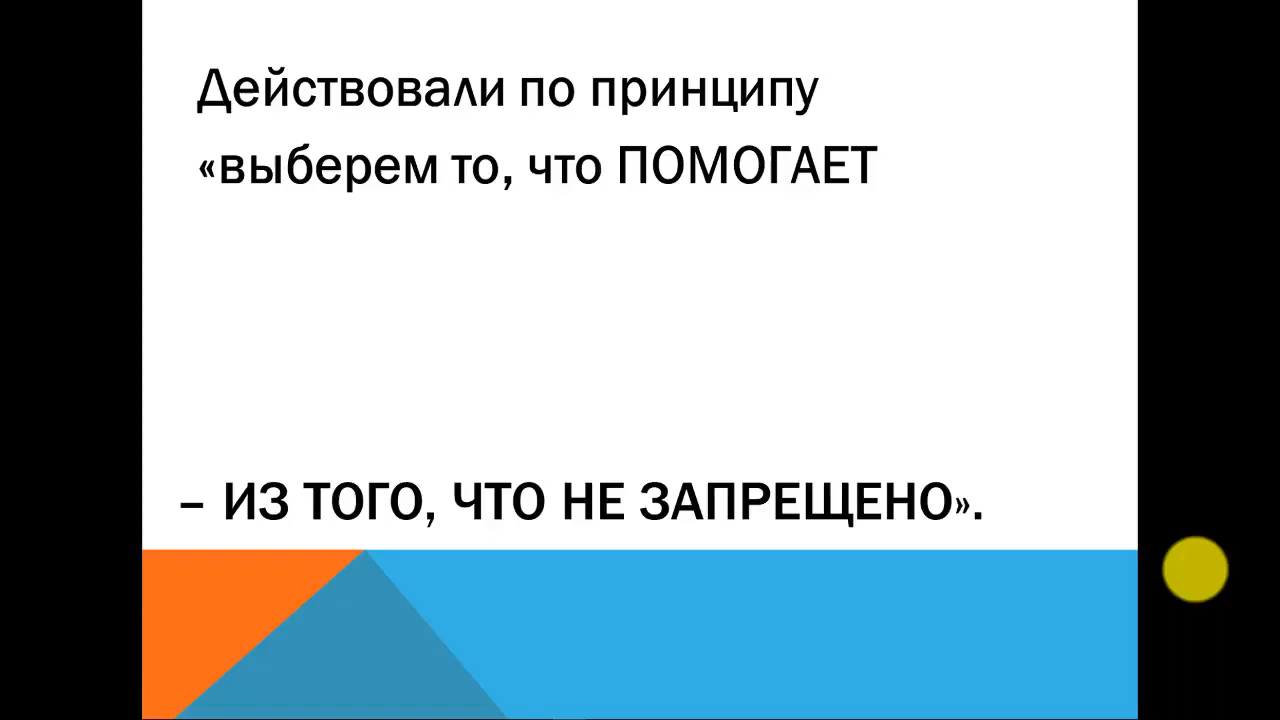 Действовали по принципу
«выберем то, что ПОМОГАЕТ
– ИЗ ТОГО, ЧТО НЕ ЗАПРЕЩЕНО».